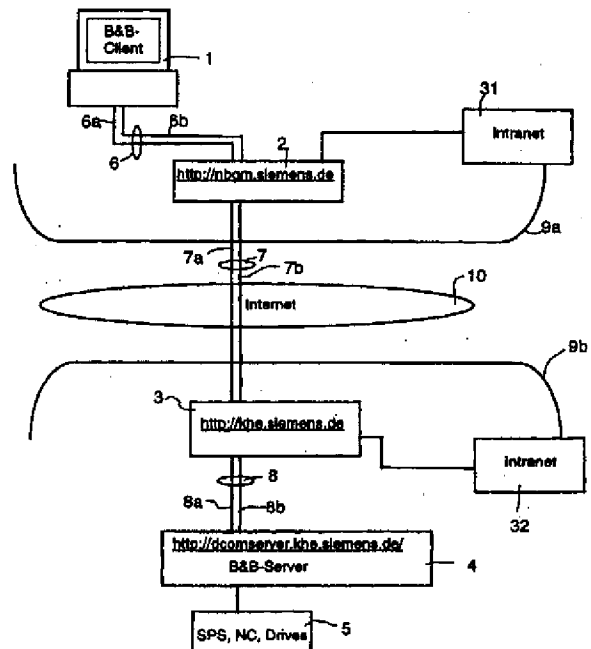 B&B-
Client
1
31
6a
6b
6
2
Intranet
http://nbgm.siemens.de
9a
7a
7
7b
10
Internet
9b
3
http://khe.siemens.de
8
8a
8b
Intranet
32
http://dcomserver.khe.siemens.de/
B&B-Server
4
SPS, NC, Drives
5